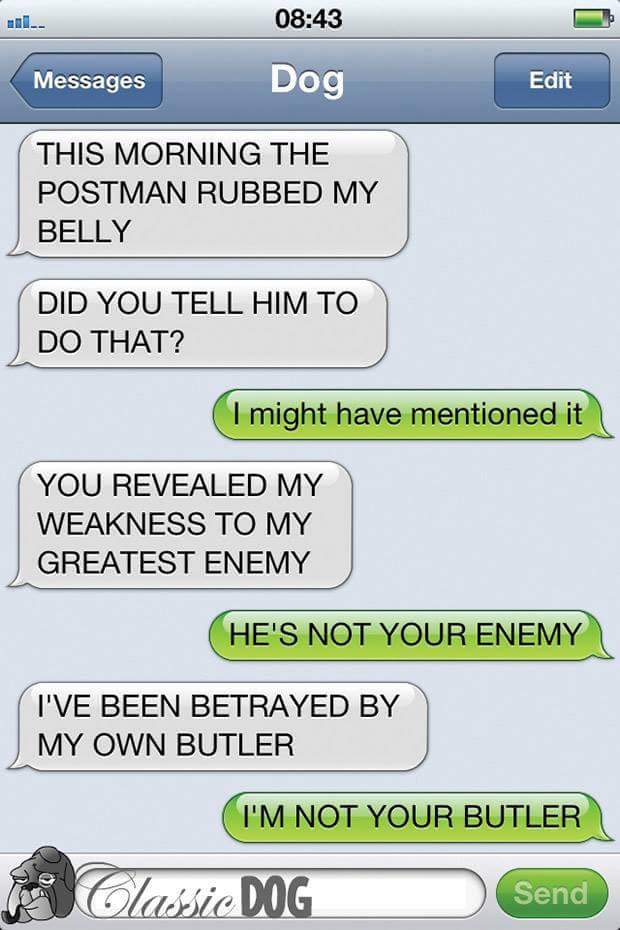 08:43
Messages
Dog
Edit
THIS MORNING THE
POSTMAN RUBBED MY
BELLY
DID YOU TELL HIM TO
DO THAT?
I might have mentioned it
YOU REVEALED MY
WEAKNESS TO MY
GREATEST ENEMY
HE'S NOT YOUR ENEMY
I'VE BEEN BETRAYED BY
MY OWN BUTLER
I'M NOT YOUR BUTLER
Classic DOG
Send